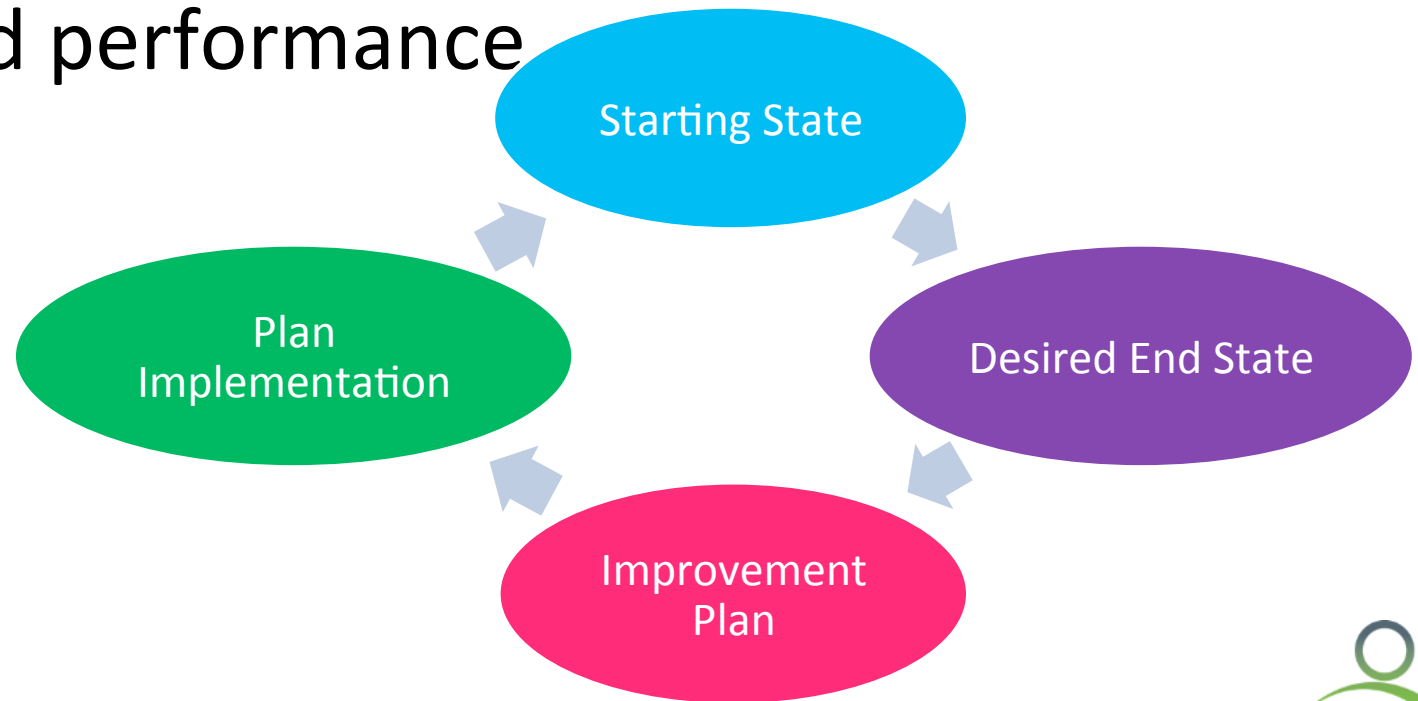 d performance
Starting State
Desired End State
Improvement
Plan
Plan
Implementation